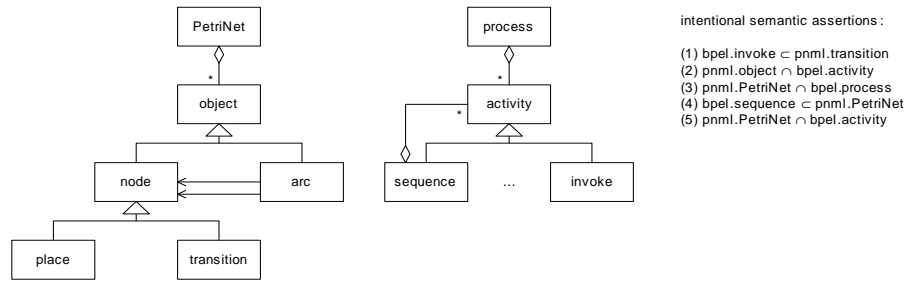 PetriNet
*
object
node
arc
place
transition
process
*
activity
*
sequence
...
invoke
intentional semantic assertions :
(1) bpel.invoke ⊂ pnml.transition
(2) pnml.object ∩ bpel.activity
(3) pnml.PetriNet ∩ bpel.process
(4) bpel.sequence ⊂ pnml.PetriNet
(5) pnml.PetriNet ∩ bpel.activity